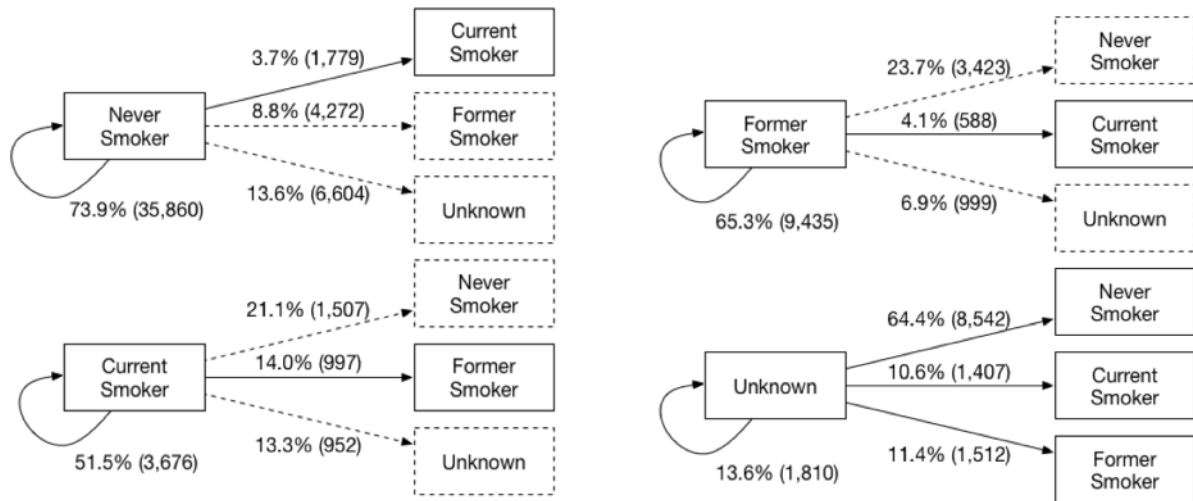 Current
Smoker
3.7% (1,779)
8.8% (4,272)
Never
Smoker
Former
Smoker
13.6% (6,604)
73.9% (35,860)
Unknown
Never
Smoker
21.1% (1,507)
14.0% (997)
Current
Smoker
Former
Smoker
13.3% (952)
51.5% (3,676)
Unknown
Never
Smoker
23.7% (3,423)
4.1% (588)
Former
Smoker
Current
Smoker
6.9% (999)
65.3% (9,435)
Unknown
Never
Smoker
64.4% (8,542)
10.6% (1,407)
Unknown
Current
Smoker
11.4% (1,512)
13.6% (1,810)
Former
Smoker